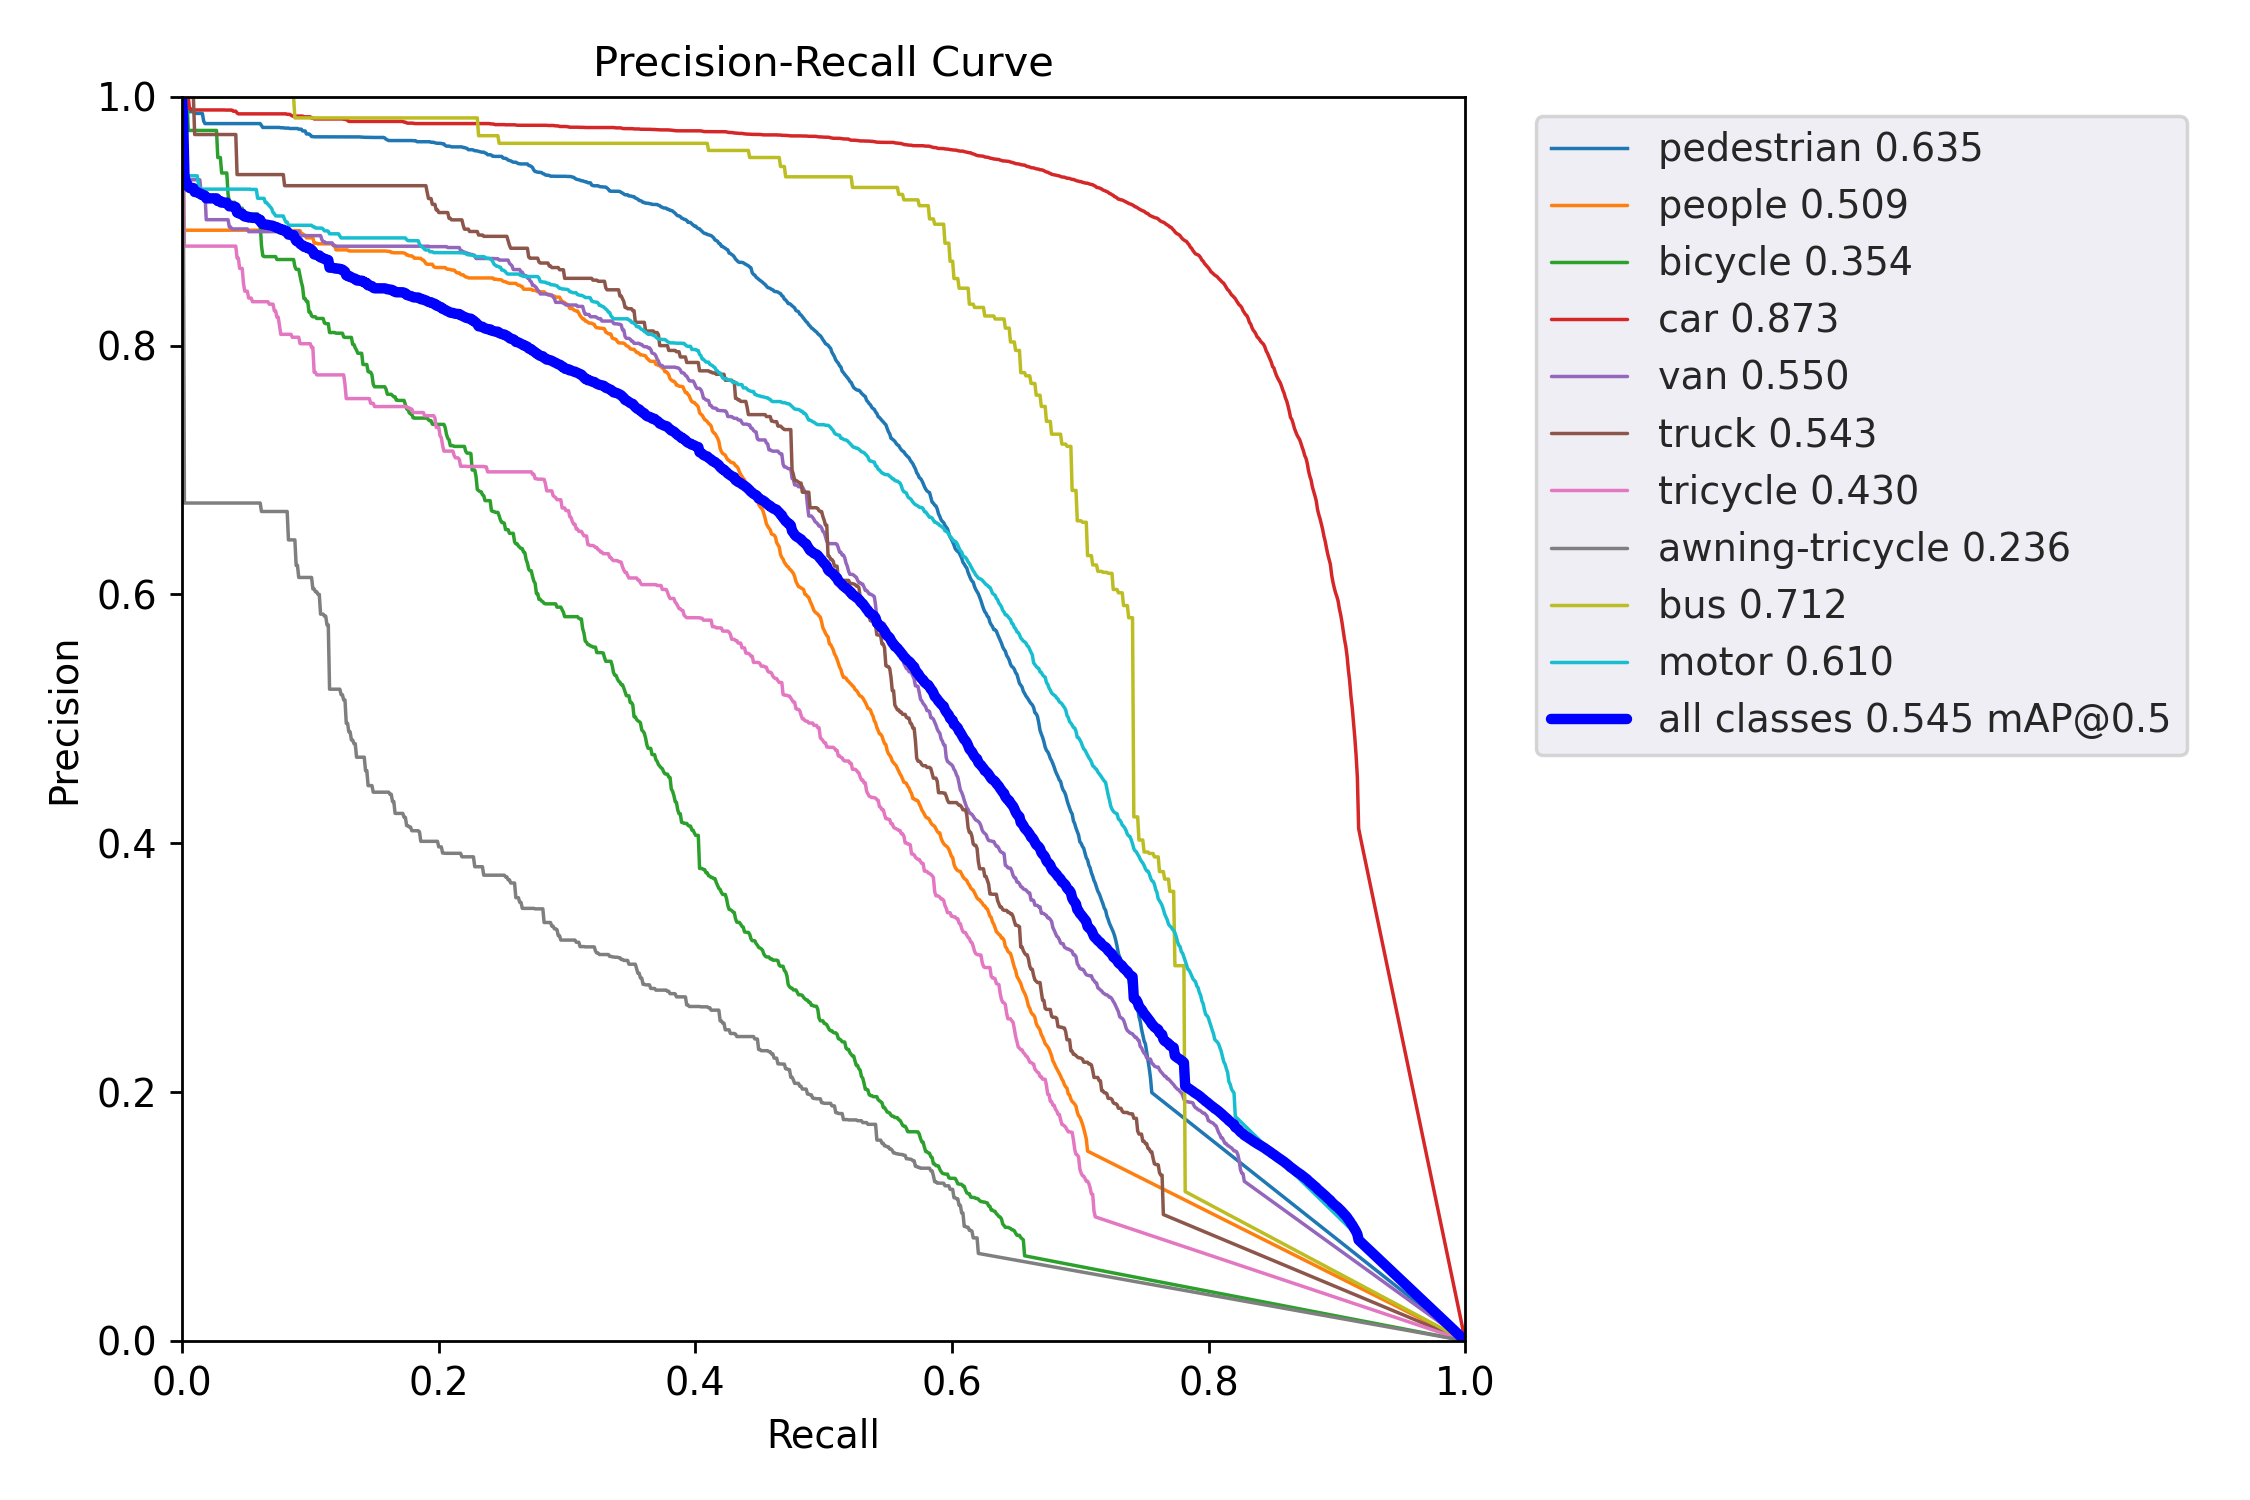 Precision-Recall Curve
1.0
0.8
0.6
0.4
0.2
0.0
Precision
0.0 0.2 0.4 0.6 0.8 1.0
Recall
pedestrian 0.635
people 0.509
bicycle 0.354
car 0.873
van 0.550
truck 0.543
tricycle 0.430
awning-tricycle 0.236
bus 0.712
motor 0.610
all classes 0.545 mAP@0.5